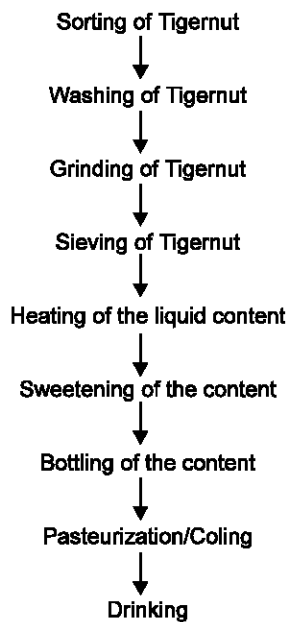 Sorting of Tigernut
Washing of Tigernut
Grinding of Tigernut
Sieving of Tigernut
Heating of the liquid content
Sweetening of the content
Bottling of the content
Pasteurization/Coling
Drinking